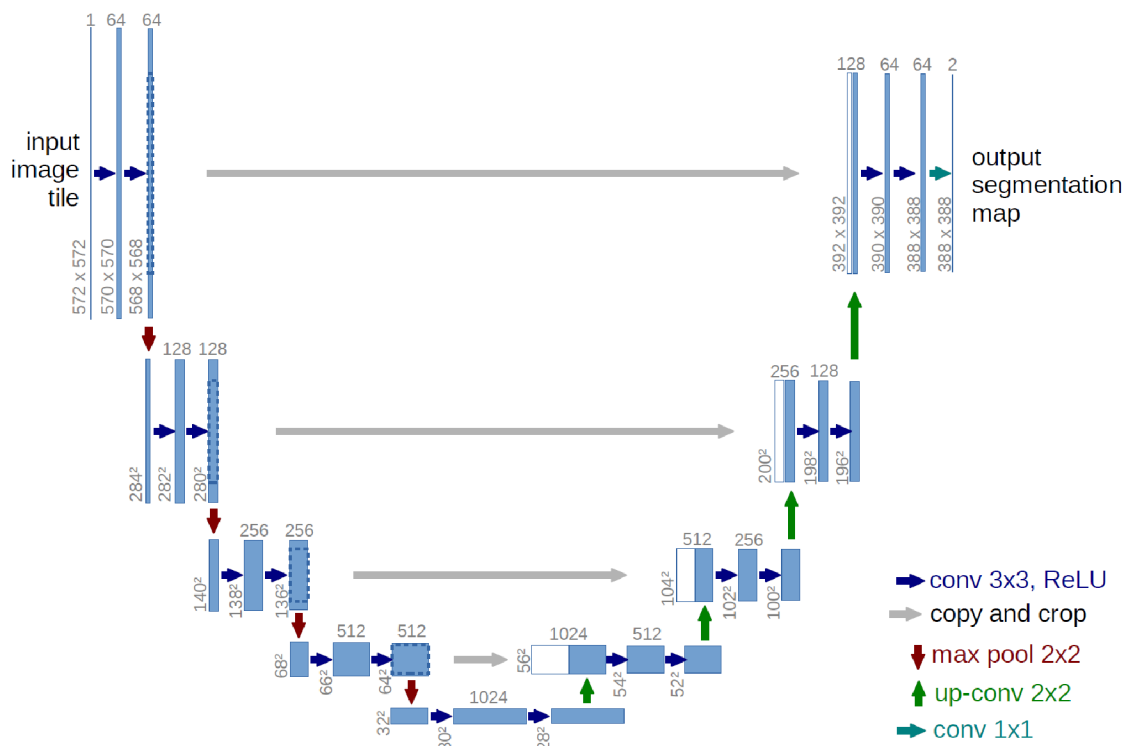 1 64 64
128 64 64 2
input
image
tile
output
segmentation
map
572 x 572
570 x 570
568 x 568
392 x 392
390 x 390
388 x 388
388 x 388
128 128
256 128
284²
282²
280²
200²
198²
196²
256 256
512 256
140²
138²
136²
104²
102²
100²
conv 3x3, ReLU
copy and crop
max pool 2x2
up-conv 2x2
conv 1x1
512 512
1024 512
68²
66²
64²
56²
54²
52²
1024
32²
30²
28²